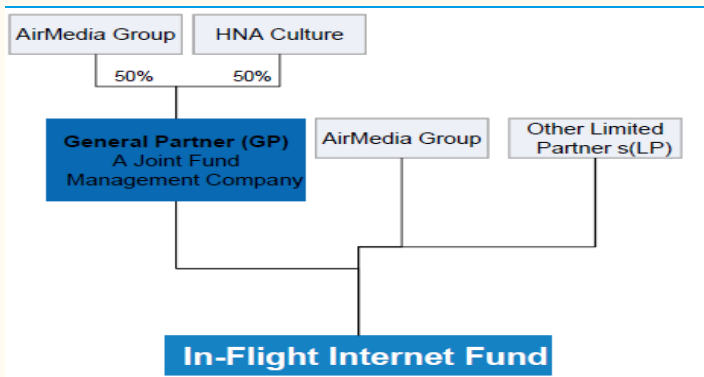 AirMedia Group
HNA Culture
50%
50%
General Partner (GP)
A Joint Fund
Management Company
AirMedia Group
Other Limited
Partner s(LP)
In-Flight Internet Fund